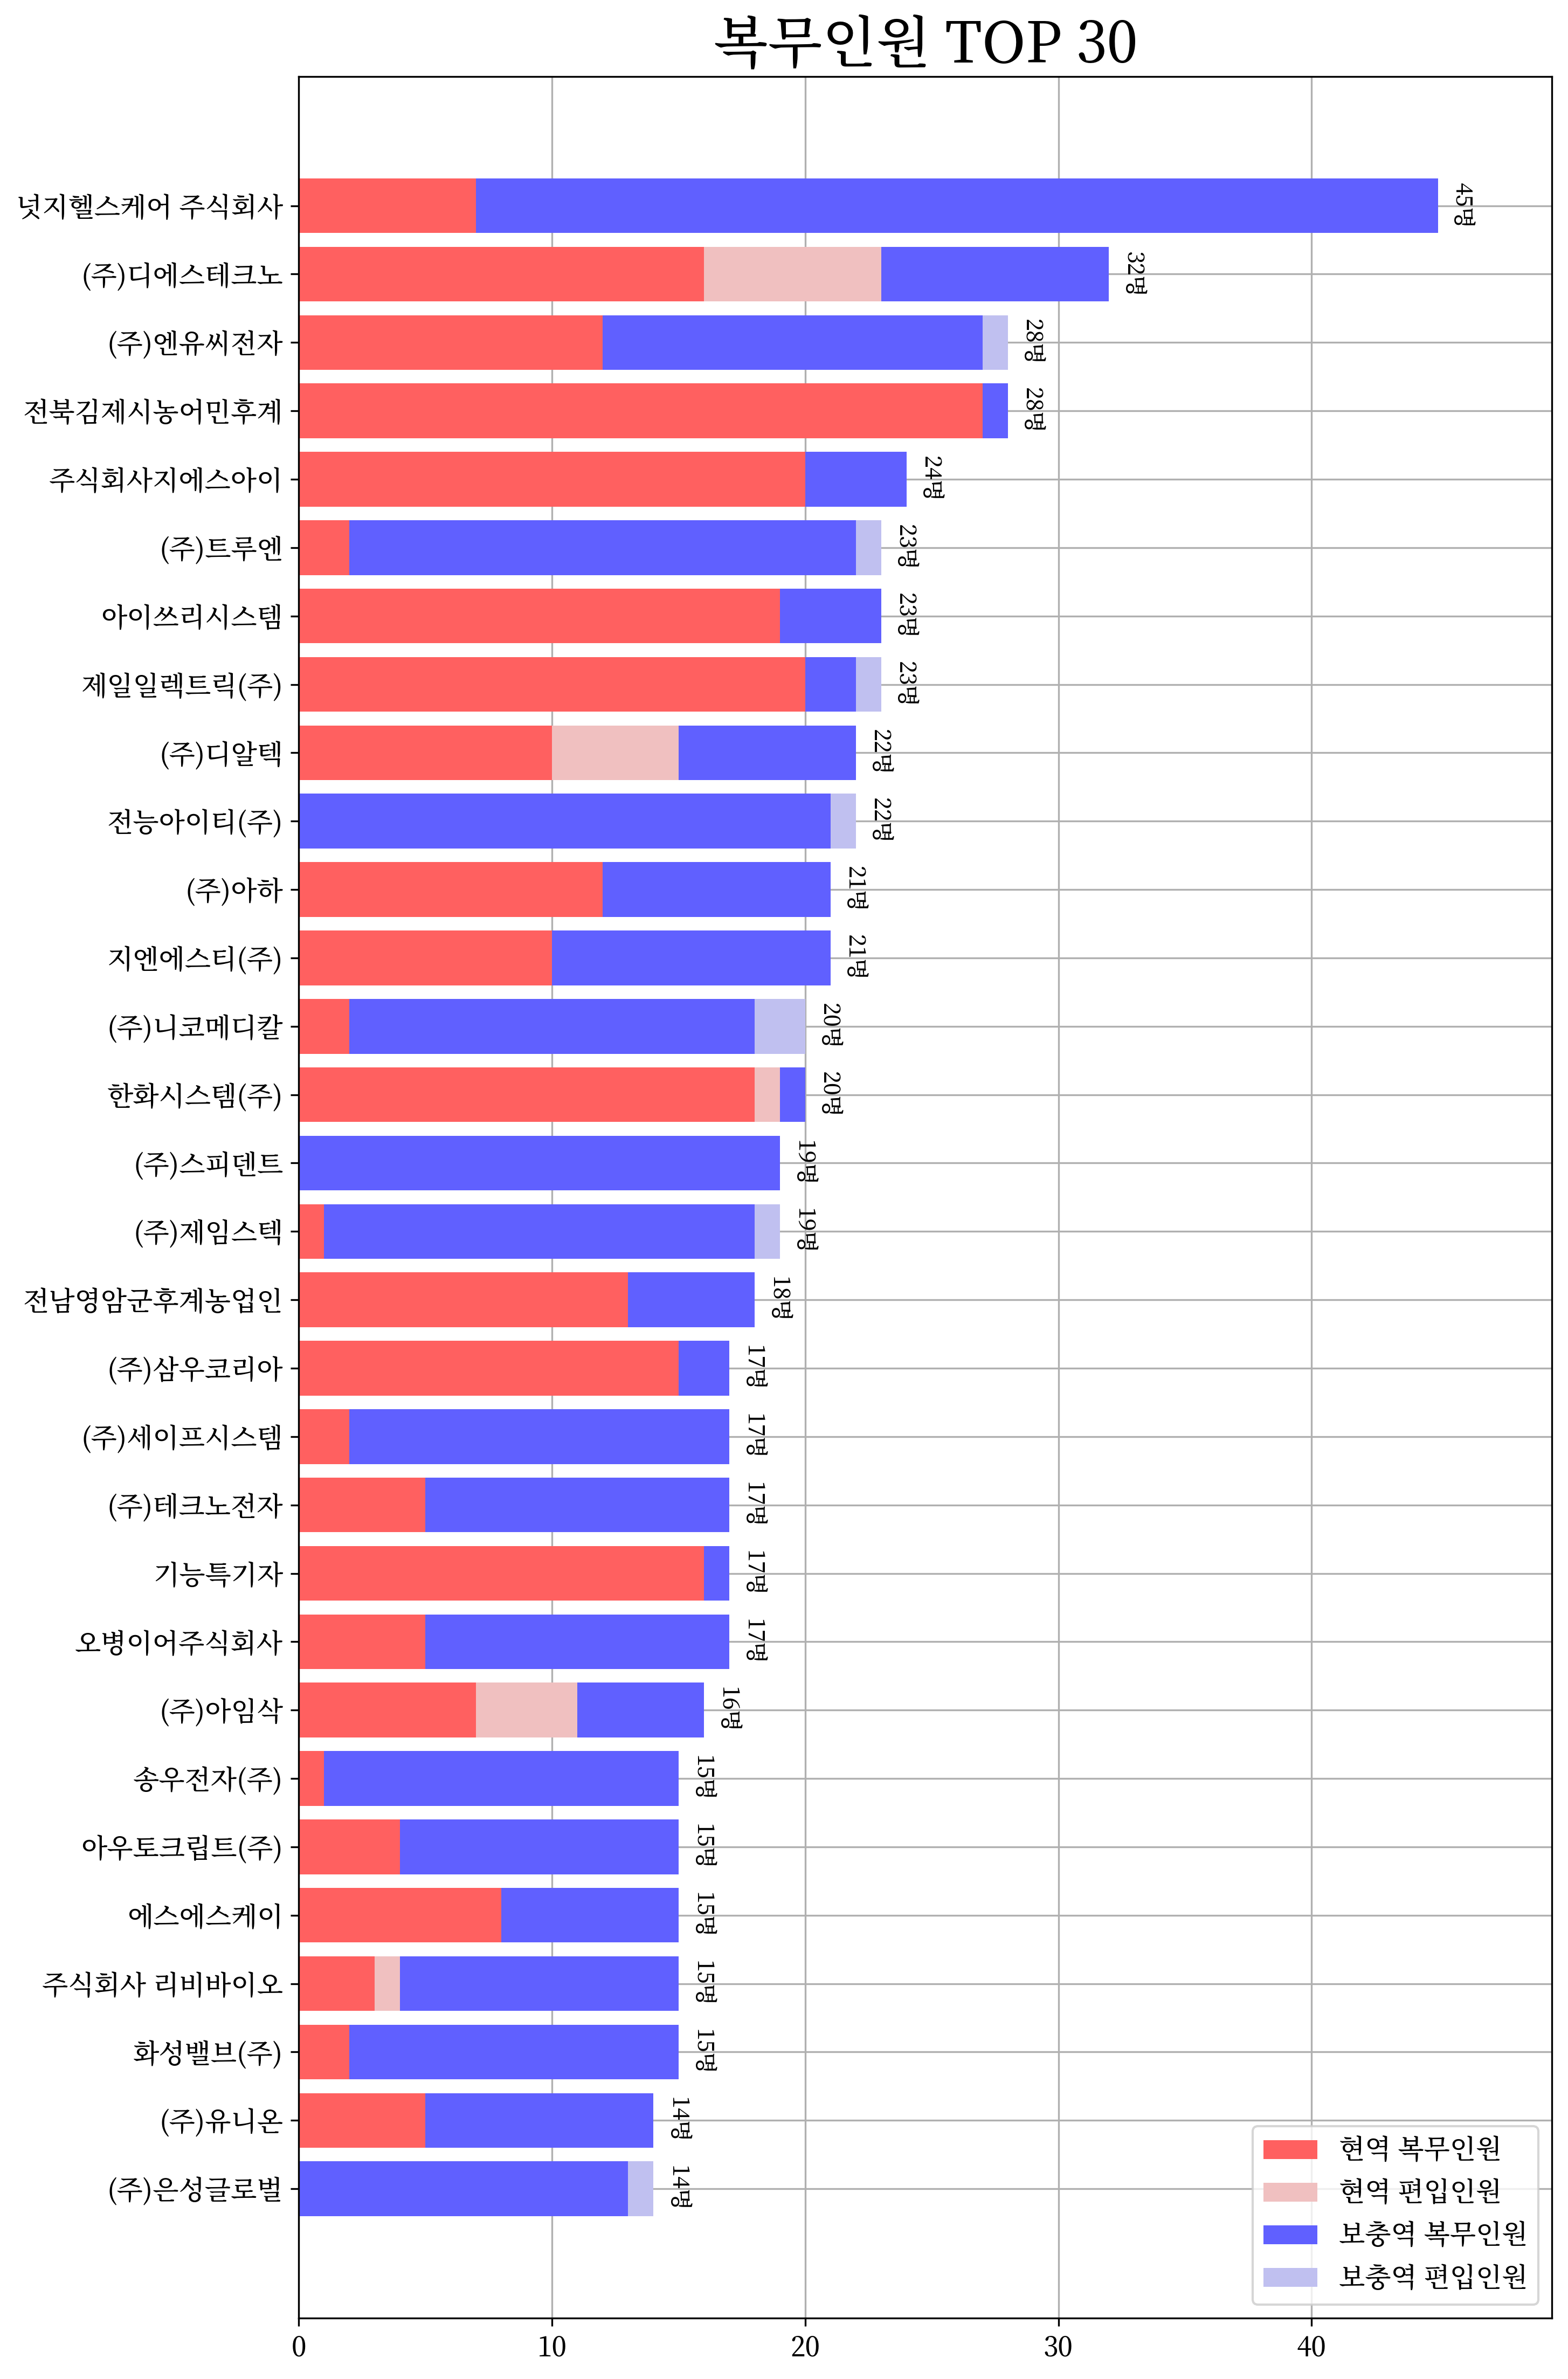 복무인원 TOP 30
넛지헬스케어 주식회사 45명
(주)디에스테크노 32명
(주)엔유씨전자 28명
전북김제시농어민후계 28명
주식회사지에스아이 24명
(주)트루엔 23명
아이쓰리시스템 23명
제일일렉트릭(주) 23명
(주)디알텍 22명
전능아이티(주) 22명
(주)아하 21명
지엔에스티(주) 21명
(주)니코메디칼 20명
한화시스템(주) 20명
(주)스피덴트 19명
(주)제임스텍 19명
전남영암군후계농업인 18명
(주)삼우코리아 17명
(주)세이프시스템 17명
(주)테크노전자 17명
기능특기자 17명
오병이어주식회사 17명
(주)아임삭 16명
송우전자(주) 15명
아우토크립트(주) 15명
에스에스케이 15명
주식회사 리비바이오 15명
화성밸브(주) 15명
(주)유니온 14명
(주)은성글로벌 14명
현역 복무인원
현역 편입인원
보충역 복무인원
보충역 편입인원
0 10 20 30 40